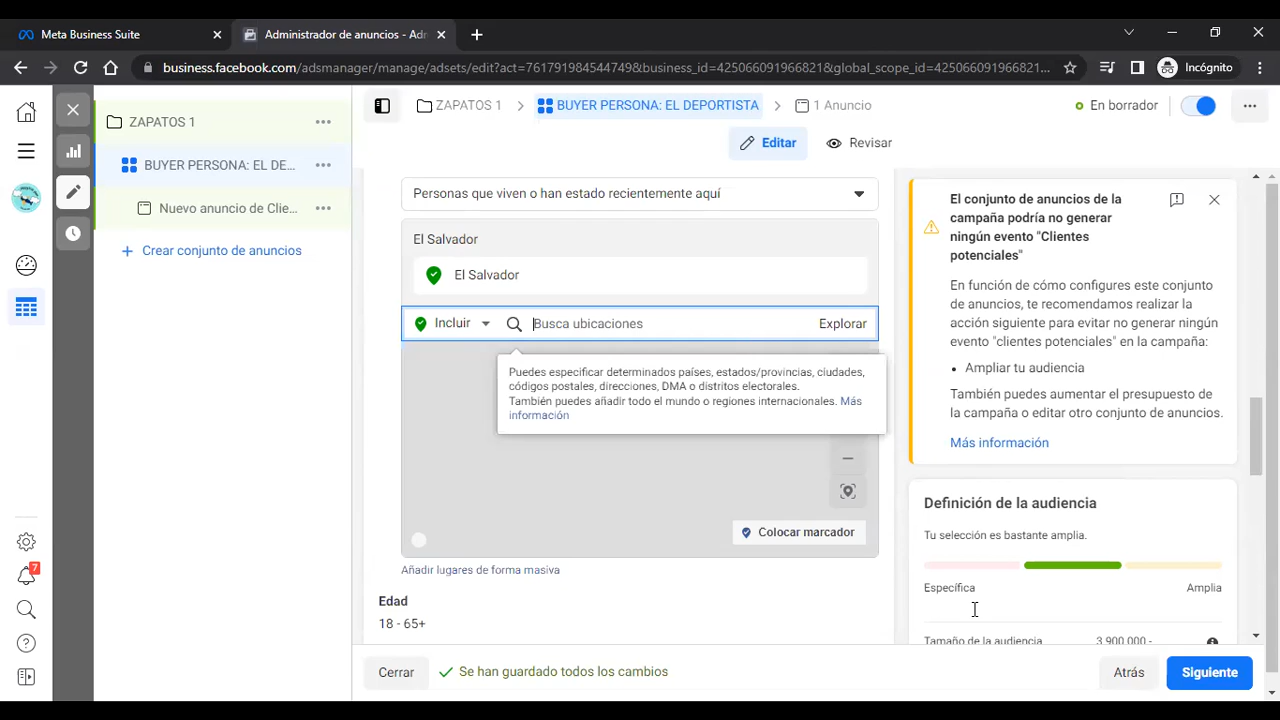 Meta Business Suite
Administrador de anuncios - Adm
Incógnito
business.facebook.com/adsmanager/manage/adsets/edit?act=7617919845447498&business_id=425066091966821&global_scope_id=425066091966821...
ZAPATOS 1
BUYER PERSONA: EL DE...
Nuevo anuncio de Clie...
+ Crear conjunto de anuncios
7
ZAPATOS 1
BUYER PERSONA: EL DEPORTISTA
1 Anuncio
En borrador
Editar
Revisar
Personas que viven o han estado recientemente aquí
El Salvador
El Salvador
Incluir
Busca ubicaciones
Explorar
Puedes especificar determinados países, estados/provincias, ciudades,
códigos postales, direcciones, DMA o distritos electorales.
También puedes añadir todo el mundo o regiones internacionales. Más
información
Colocar marcador
Añadir lugares de forma masiva
Edad
18 - 65+
El conjunto de anuncios de la
campaña podría no generar
ningún evento "Clientes
potenciales"
En función de cómo configures este conjunto
de anuncios, te recomendamos realizar la
acción siguiente para evitar no generar ningún
evento "clientes potenciales" en la campaña:
• Ampliar tu audiencia
También puedes aumentar el presupuesto de
la campaña o editar otro conjunto de anuncios.
Más información
Definición de la audiencia
Tu selección es bastante amplia.
Específica
Amplia
Tamaño de la audiencia
3.900.000 -
Cerrar
Se han guardado todos los cambios
Atrás
Siguiente